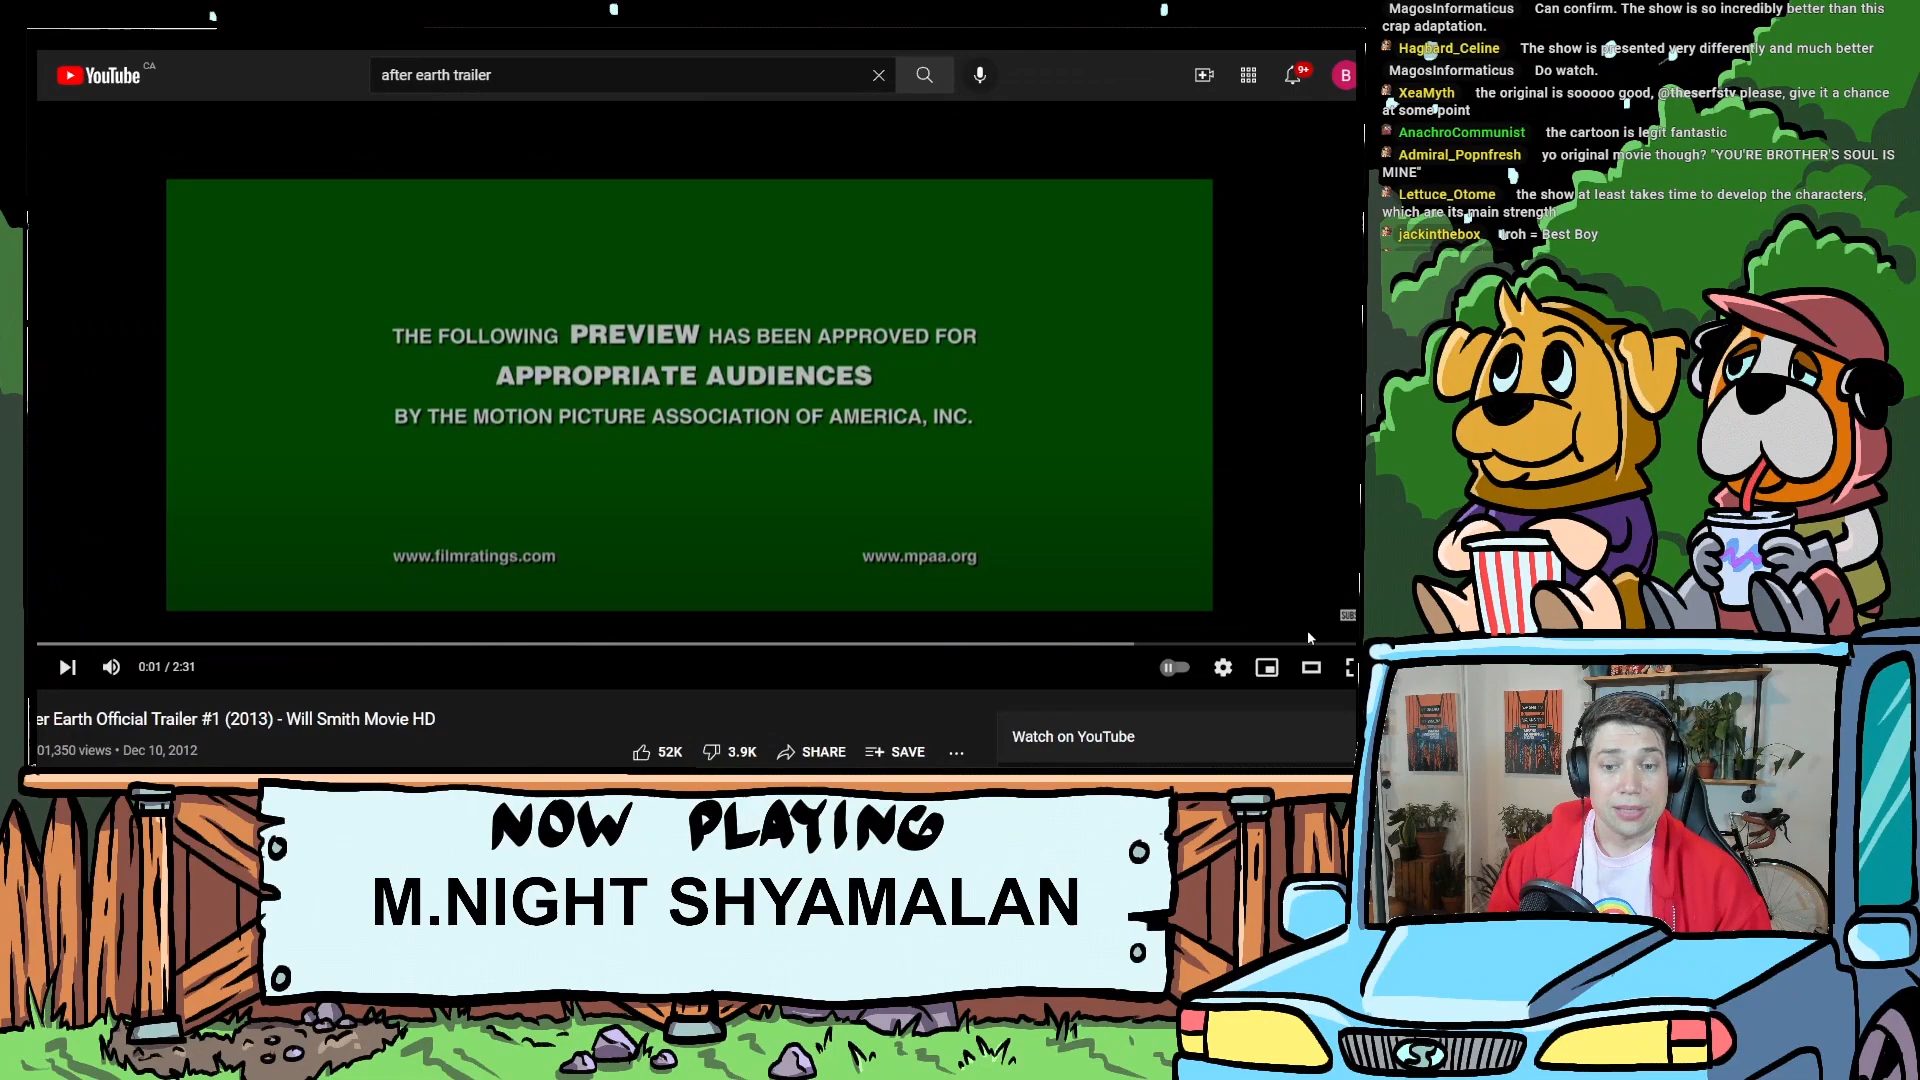 YouTube CA
after earth trailer
9+
B
THE FOLLOWING PREVIEW HAS BEEN APPROVED FOR
APPROPRIATE AUDIENCES
BY THE MOTION PICTURE ASSOCIATION OF AMERICA, INC.
www.filmratings.com www.mpaa.org
0:01 / 2:31
er Earth Official Trailer #1 (2013) - Will Smith Movie HD
01,350 views • Dec 10, 2012
52K 3.9K SHARE SAVE ...
Watch on YouTube
MagosInformaticus Can confirm. The show is so incredibly better than this
crap adaptation.
Hagbard_Celine The show is presented very differently and much better
MagosInformaticus Do watch.
XeaMyth the original is sooooo good, @theserfstv please, give it a chance
at some point
AnachroCommunist the cartoon is legit fantastic
Admiral_Popnfresh yo original movie though? "YOU'RE BROTHER'S SOUL IS
MINE"
Lettuce_Otome the show at least takes time to develop the characters,
which are its main strength
jackinthebox Iroh = Best Boy
NOW PLAYING
M.NIGHT SHYAMALAN